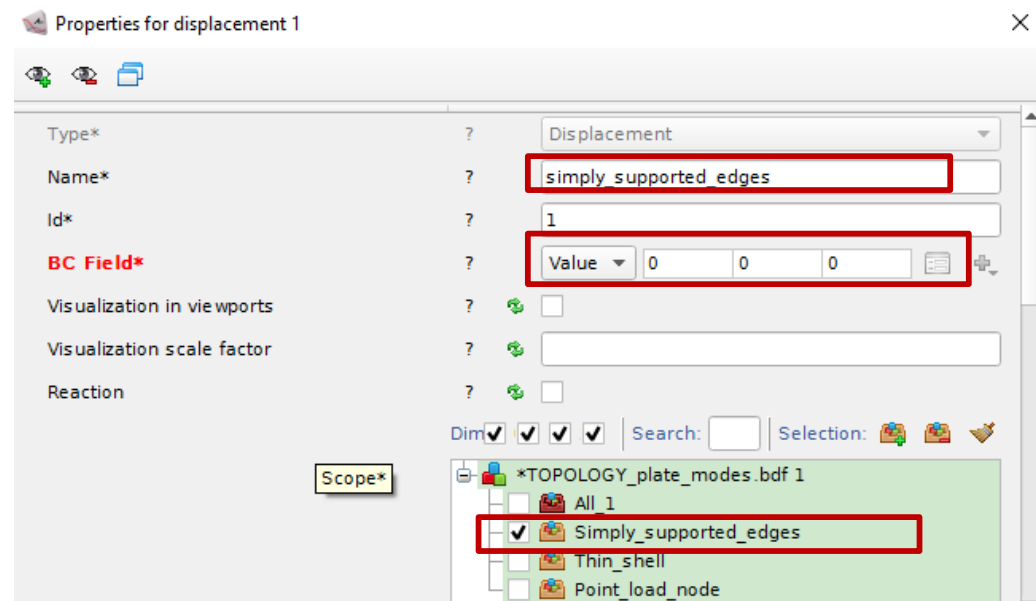 Properties for displacement 1
Type* ? Displacement
Name* ? simply_supported_edges
Id* ? 1
BC Field* ? Value 0 0 0
Visualization in viewports ?
Visualization scale factor ?
Reaction ?
Dim Search: Selection:
Scope*
*TOPOLOGY_plate_modes.bdf 1
All_1
Simply_supported_edges
Thin_shell
Point_load_node